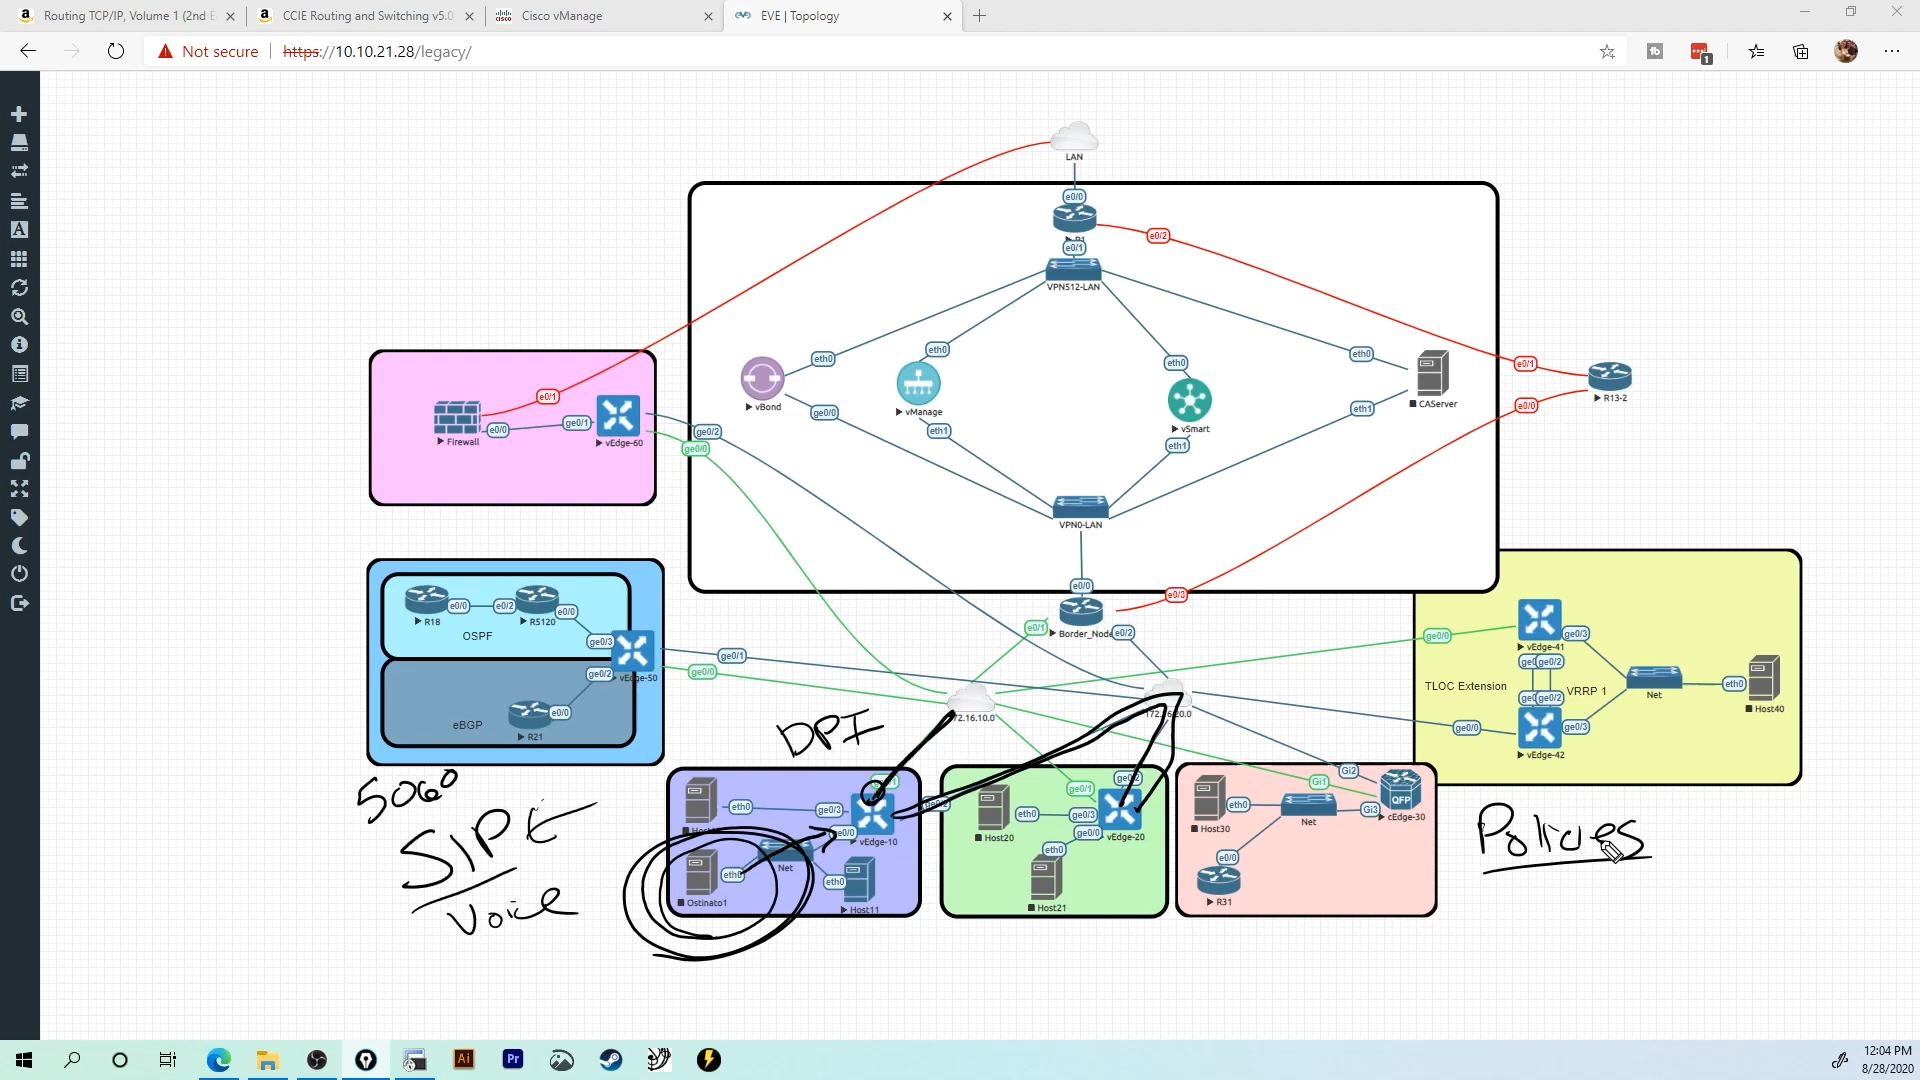 Routing TCP/IP, Volume 1 (2nd E
CCIE Routing and Switching v5.0
Cisco vManage
EVE | Topology
Not secure
https://10.10.21.28/legacy/
1
LAN
e0/0
e0/2
e0/1
VPN512-LAN
eth0
eth0
eth0
eth0
e0/1
R13-2
e0/0
vBond
vManage
vSmart
CAServer
ge0/0
eth1
eth1
eth1
e0/1
e0/0
ge0/1
Firewall
vEdge-60
ge0/2
ge0/0
VPN0-LAN
e0/0
e0/3
e0/1
Border_Node
e0/2
R18
e0/0
e0/2
R5120
e0/0
OSPF
ge0/3
ge0/2
vEdge-50
ge0/1
ge0/0
eBGP
R21
e0/0
72.16.10.0
ge0/0
vEdge-41
ge0/3
ge0/2
TLOC Extension
VRRP 1
ge0/2
Net
eth0
Host40
ge0/0
ge0/3
vEdge-42
DPI
5060
SIP
Voice
eth0
ge0/3
ge0/2
vEdge-10
Net
eth0
Ostinato1
eth0
Host11
Host20
eth0
ge0/1
ge0/3
ge0/0
vEdge-20
eth0
Host21
Host30
eth0
Net
Gi1
Gi2
Gi3
QFP
cEdge-30
e0/0
R31
Policies
Ai
Pr
12:04 PM
8/28/2020